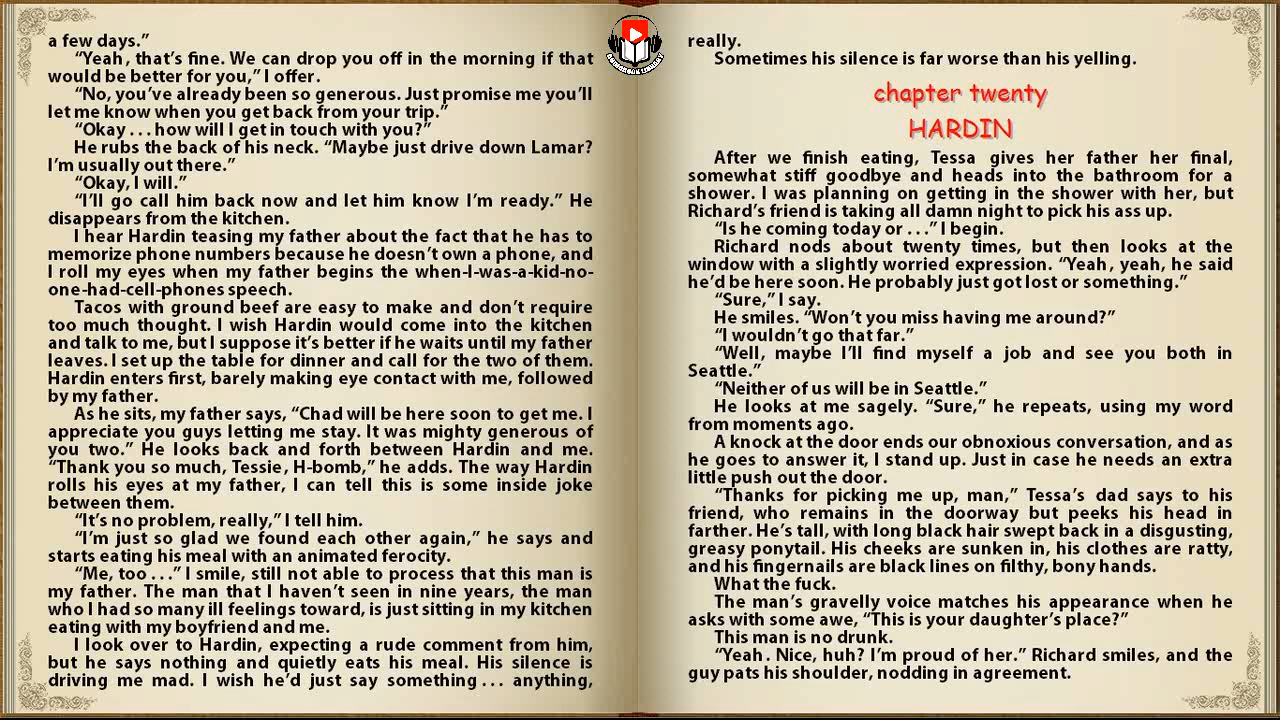 a few days.”
“Yeah, that’s fine. We can drop you off in the morning if that
would be better for you,” I offer.
“No, you’ve already been so generous. Just promise me you’ll
let me know when you get back from your trip.”
“Okay . . . how will I get in touch with you?”
He rubs the back of his neck. “Maybe just drive down Lamar?
I’m usually out there.”
“Okay, I will.”
“I’ll go call him back now and let him know I’m ready.” He
disappears from the kitchen.
I hear Hardin teasing my father about the fact that he has to
memorize phone numbers because he doesn’t own a phone, and
I roll my eyes when my father begins the when-I-was-a-kid-no-
one-had-cell-phones speech.
Tacos with ground beef are easy to make and don’t require
too much thought. I wish Hardin would come into the kitchen
and talk to me, but I suppose it’s better if he waits until my father
leaves. I set up the table for dinner and call for the two of them.
Hardin enters first, barely making eye contact with me, followed
by my father.
As he sits, my father says, “Chad will be here soon to get me. I
appreciate you guys letting me stay. It was mighty generous of
you two.” He looks back and forth between Hardin and me.
“Thank you so much, Tessie, H-bomb,” he adds. The way Hardin
rolls his eyes at my father, I can tell this is some inside joke
between them.
“It’s no problem, really,” I tell him.
“I’m just so glad we found each other again,” he says and
starts eating his meal with an animated ferocity.
“Me, too . . .” I smile, still not able to process that this man is
my father. The man that I haven’t seen in nine years, the man
who I had so many ill feelings toward, is just sitting in my kitchen
eating with my boyfriend and me.
I look over to Hardin, expecting a rude comment from him,
but he says nothing and quietly eats his meal. His silence is
driving me mad. I wish he’d just say something . . . anything,
really.
Sometimes his silence is far worse than his yelling.
chapter twenty
HARDIN
After we finish eating, Tessa gives her father her final,
somewhat stiff goodbye and heads into the bathroom for a
shower. I was planning on getting in the shower with her, but
Richard’s friend is taking all damn night to pick his ass up.
“Is he coming today or . . .” I begin.
Richard nods about twenty times, but then looks at the
window with a slightly worried expression. “Yeah, yeah, he said
he’d be here soon. He probably just got lost or something.”
“Sure,” I say.
He smiles. “Won’t you miss having me around?”
“I wouldn’t go that far.”
“Well, maybe I’ll find myself a job and see you both in
Seattle.”
“Neither of us will be in Seattle.”
He looks at me sagely. “Sure,” he repeats, using my word
from moments ago.
A knock at the door ends our obnoxious conversation, and as
he goes to answer it, I stand up. Just in case he needs an extra
little push out the door.
“Thanks for picking me up, man,” Tessa’s dad says to his
friend, who remains in the doorway but peeks his head in
farther. He’s tall, with long black hair swept back in a disgusting,
greasy ponytail. His cheeks are sunken in, his clothes are ratty,
and his fingernails are black lines on filthy, bony hands.
What the fuck.
The man’s gravelly voice matches his appearance when he
asks with some awe, “This is your daughter’s place?”
This man is no drunk.
“Yeah. Nice, huh? I’m proud of her.” Richard smiles, and the
guy pats his shoulder, nodding in agreement.